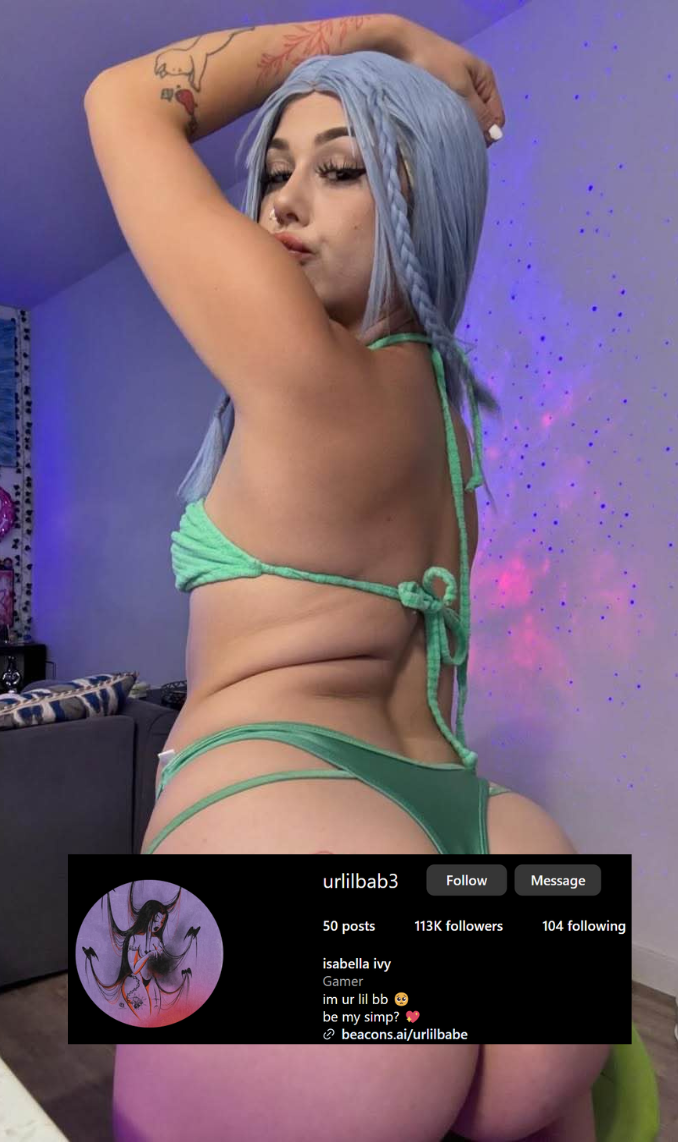 urlilbab3 Follow Message
50 posts 113K followers 104 following
isabella ivy
Gamer
im ur lil bb 🥺
be my simp? 💖
beacons.ai/urlilbabe